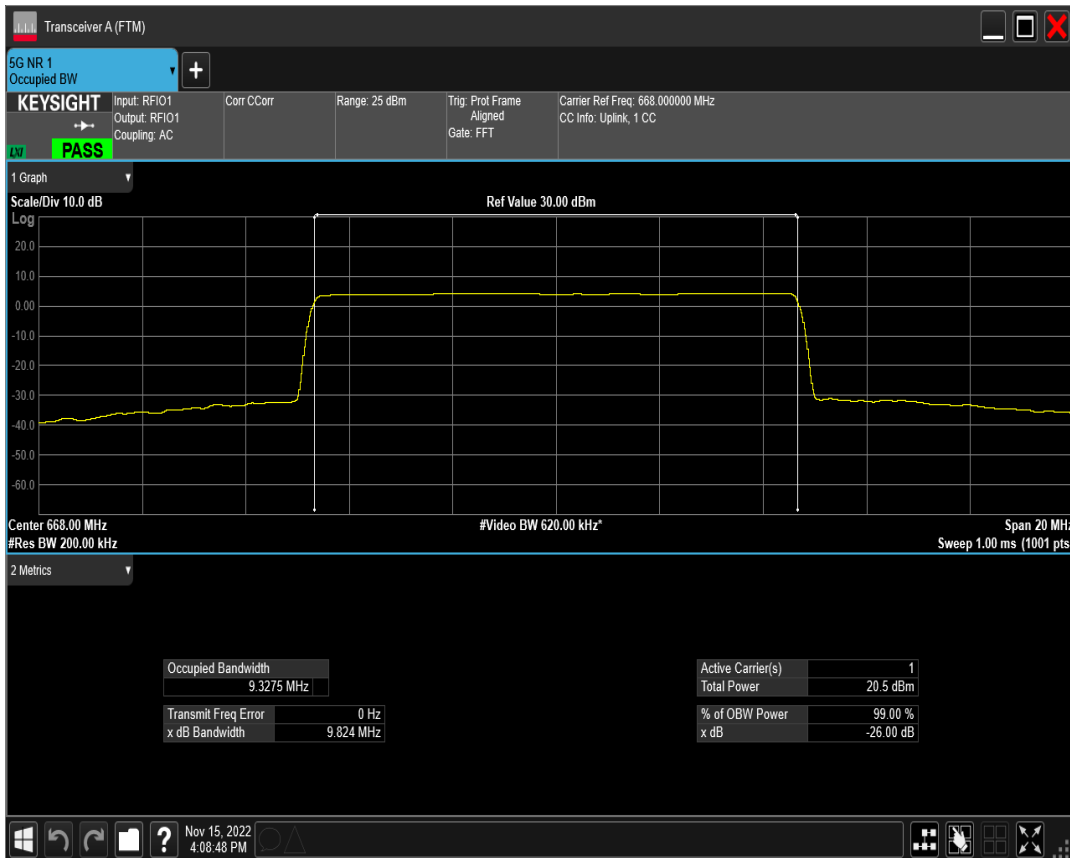 Transceiver A (FTM)
5G NR 1
Occupied BW
+
KEYSIGHT
LXI
PASS
Input: RFIO1
Output: RFIO1
Coupling: AC
Corr CCorr
Range: 25 dBm
Trig: Prot Frame
Aligned
Gate: FFT
Carrier Ref Freq: 668.000000 MHz
CC Info: Uplink, 1 CC
1 Graph
Scale/Div 10.0 dB
Ref Value 30.00 dBm
Log
20.0
10.0
0.00
-10.0
-20.0
-30.0
-40.0
-50.0
-60.0
Center 668.00 MHz
#Video BW 620.00 kHz*
Span 20 MHz
#Res BW 200.00 kHz
Sweep 1.00 ms (1001 pts
2 Metrics
Occupied Bandwidth
9.3275 MHz
Transmit Freq Error 0 Hz
x dB Bandwidth 9.824 MHz
Active Carrier(s) 1
Total Power 20.5 dBm
% of OBW Power 99.00 %
x dB -26.00 dB
?
Nov 15, 2022
4:08:48 PM